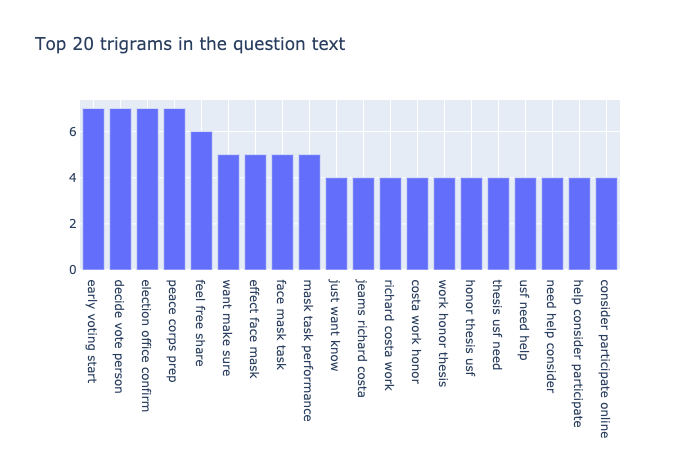 Top 20 trigrams in the question text
6
4
2
0
early voting start
decide vote person
election office confirm
peace corps prep
feel free share
want make sure
effect face mask
face mask task
mask task performance
just want know
jeams richard costa
richard costa work
costa work honor
work honor thesis
honor thesis usf
thesis usf need
usf need help
need help consider
help consider participate
consider participate online